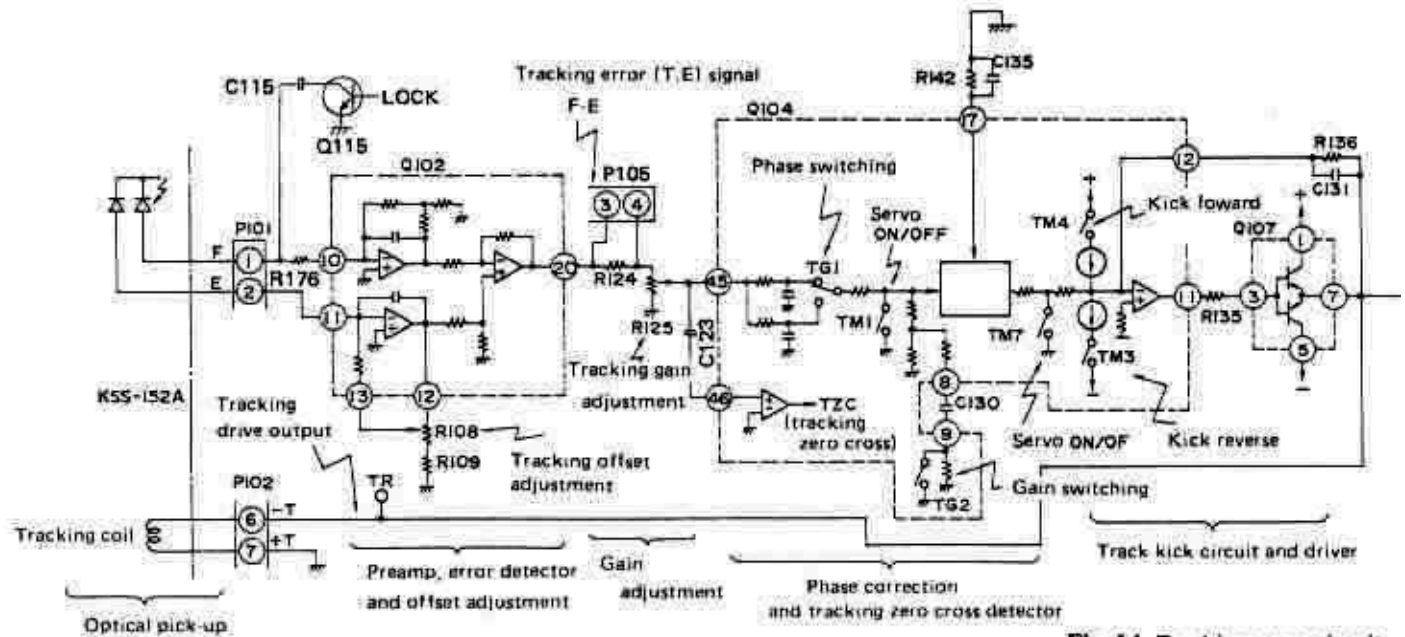 C115
LOCK
Q115
Tracking error (T.E) signal
F-E
R142
C135
Q104
17
12
R136
C131
Phase switching
Q102
P105
3 4
Servo
ON/OFF
TM4
Kick foward
Q107
1
P101
F 1
E 2
R176
10
20
R124
45
TG1
TM1
TM7
11
R135
3
7
5
11
R125
C123
TM3
Tracking gain
adjustment
46
TZC
(tracking
zero cross)
8
C130
9
KSS-152A
Tracking
drive output
13
12
R108
R109
Tracking offset
adjustment
Servo ON/OF
Kick reverse
Gain switching
TG2
P102
TR
6 -T
7 +T
Tracking coil
Track kick circuit and driver
Preamp, error detector
and offset adjustment
Gain
adjustment
Phase correction
and tracking zero cross detector
Optical pick-up